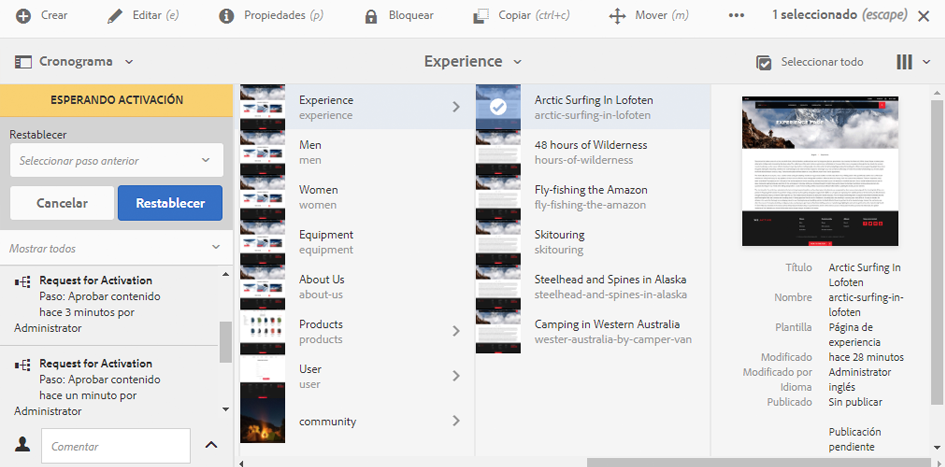 Crear
Editar (e)
Propiedades (p)
Bloquear
Copiar (ctrl+c)
Mover (m)
1 seleccionado (escape)
Cronograma
Experience
Seleccionar todo
ESPERANDO ACTIVACIÓN
Restablecer
Seleccionar paso anterior
Cancelar
Restablecer
Mostrar todos
Request for Activation
Paso: Aprobar contenido
hace 3 minutos por
Administrator
Request for Activation
Paso: Aprobar contenido
hace un minuto por
Administrator
Comentar
Experience
experience
Men
men
Women
women
Equipment
equipment
About Us
about-us
Products
products
User
user
community
Arctic Surfing In Lofoten
arctic-surfing-in-lofoten
48 hours of Wilderness
hours-of-wilderness
Fly-fishing the Amazon
fly-fishing-the-amazon
Skitouring
skitouring
Steelhead and Spines in Alaska
steelhead-and-spines-in-alaska
Camping in Western Australia
wester-australia-by-camper-van
EXPERIENCE PAGE
Título Arctic Surfing In
Lofoten
Nombre arctic-surfing-in-
lofoten
Plantilla Página de
experiencia
Modificado hace 28 minutos
Modificado por Administrator
Idioma inglés
Publicado Sin publicar
Publicación
pendiente